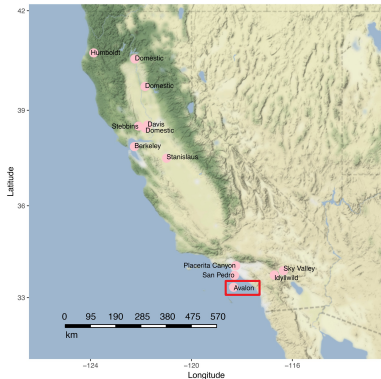 42
Humboldt
Domestic
Domestic
39
Stebbins
Davis
Domestic
Berkeley
Stanislaus
Latitude
36
Placerita Canyon
Sky Valley
San Pedro
Idyllwild
Avalon
33
0 95 190 285 380 475 570
km
−124 −120 −116
Longitude